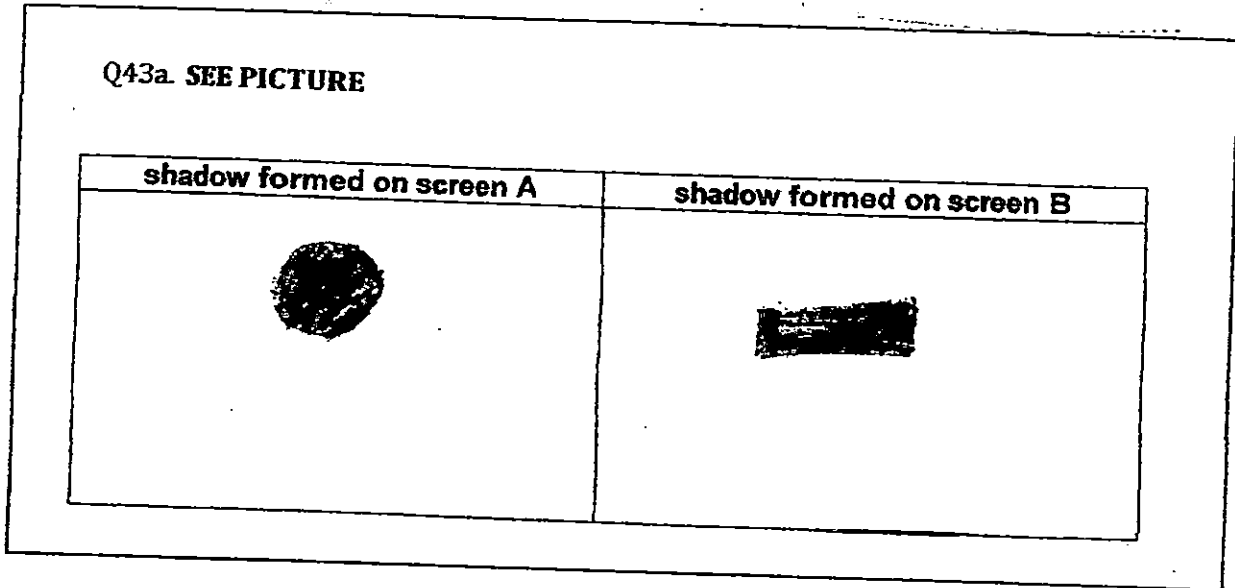 Q43a. SEE PICTURE
shadow formed on screen A
shadow formed on screen B